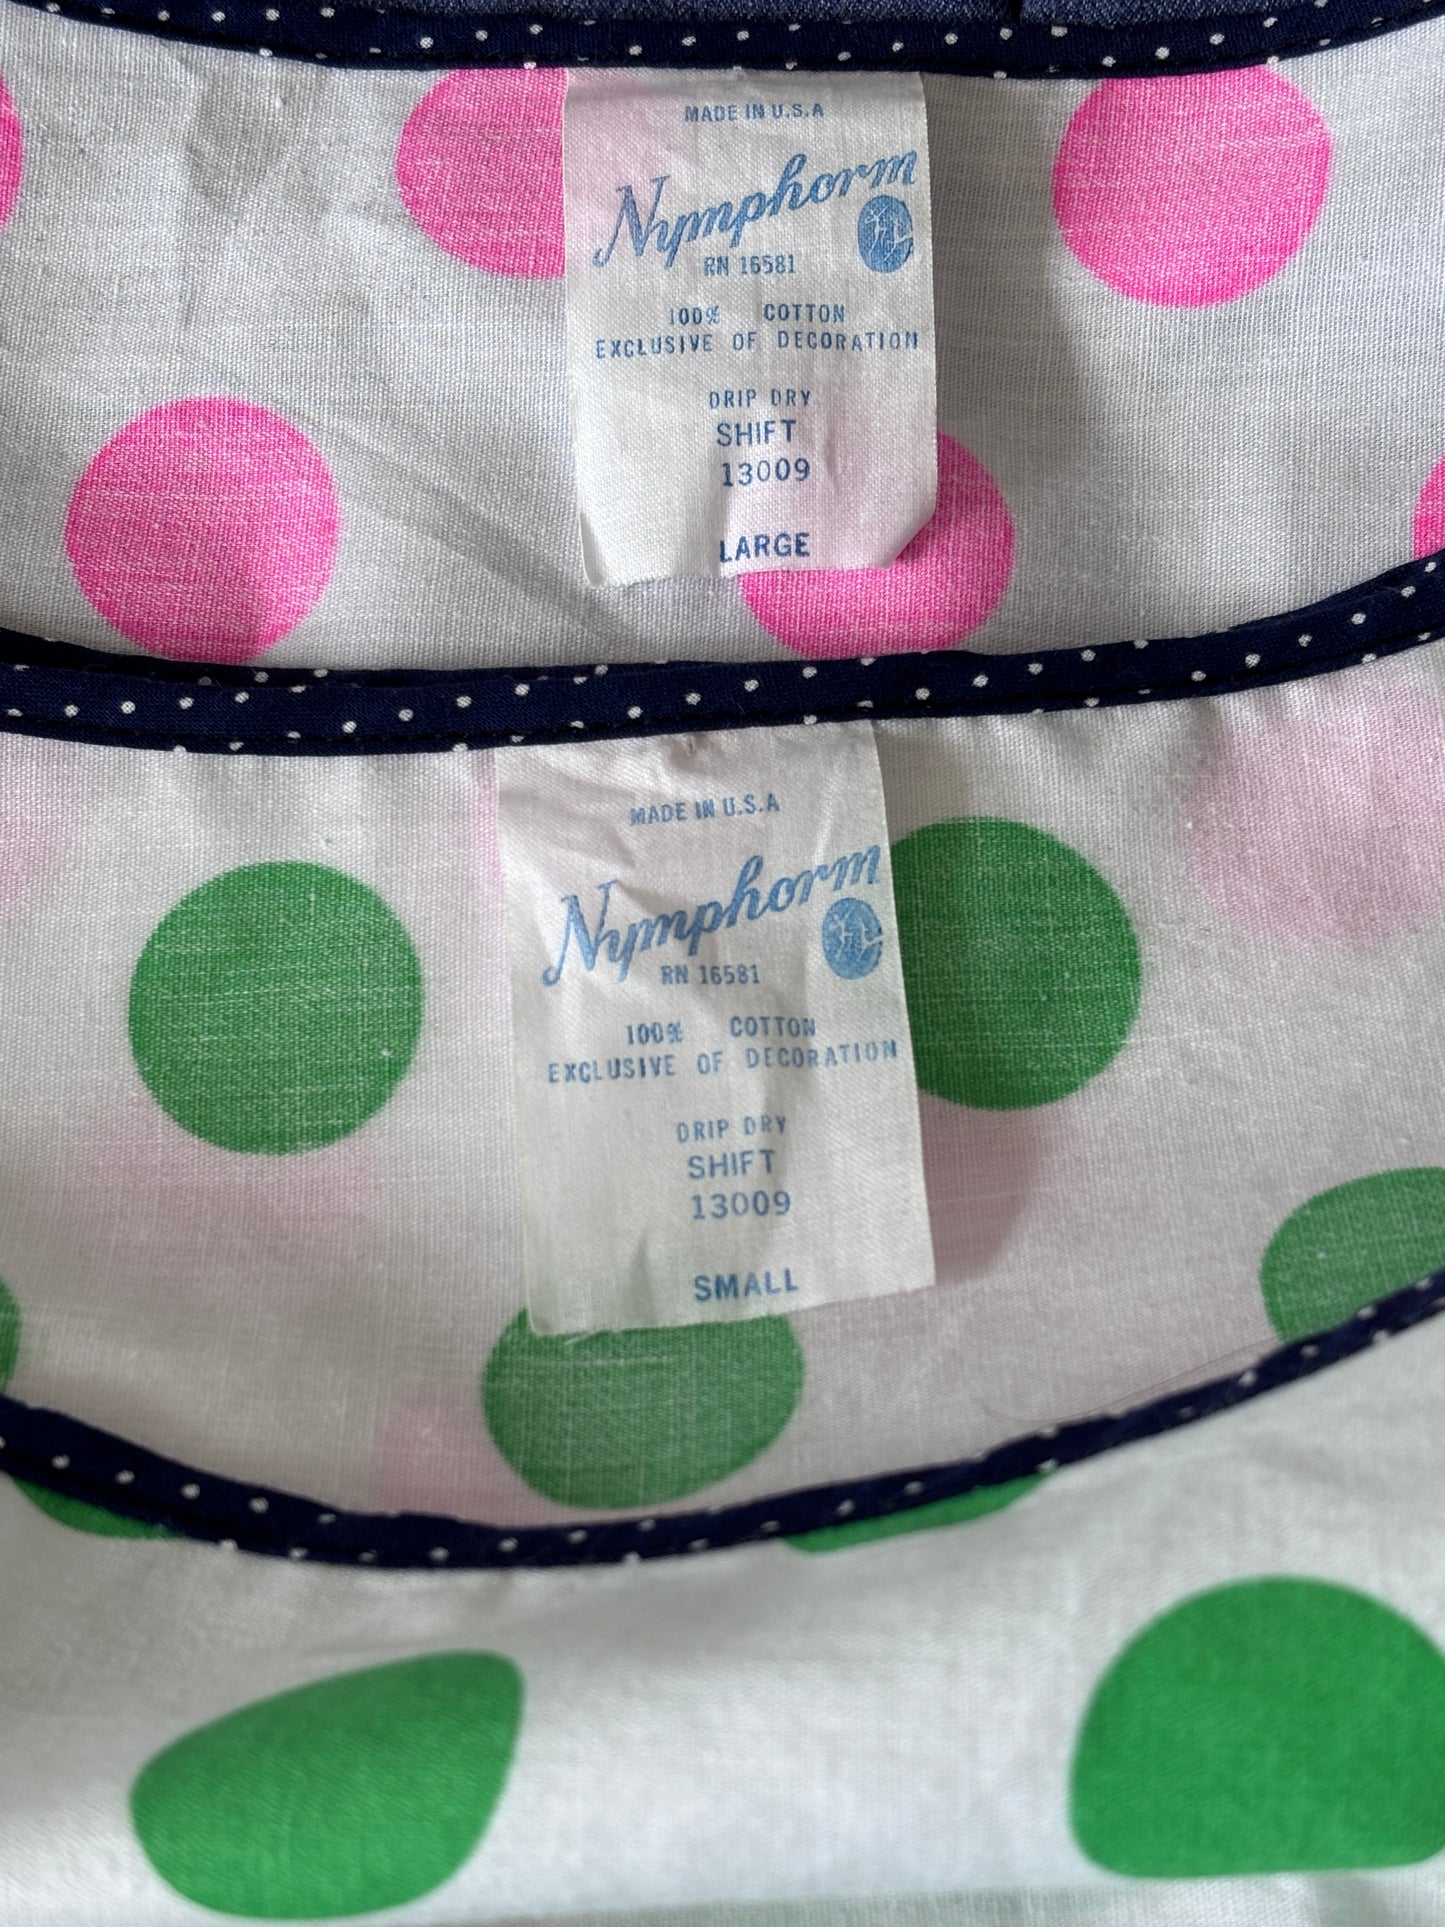 MADE IN U.S.A
Nymphorm
RN 16581
100% COTTON
EXCLUSIVE OF DECORATION
DRIP DRY
SHIFT
13009
LARGE
MADE IN U.S.A
Nymphorm
RN 16581
100% COTTON
EXCLUSIVE OF DECORATION
DRIP DRY
SHIFT
13009
SMALL